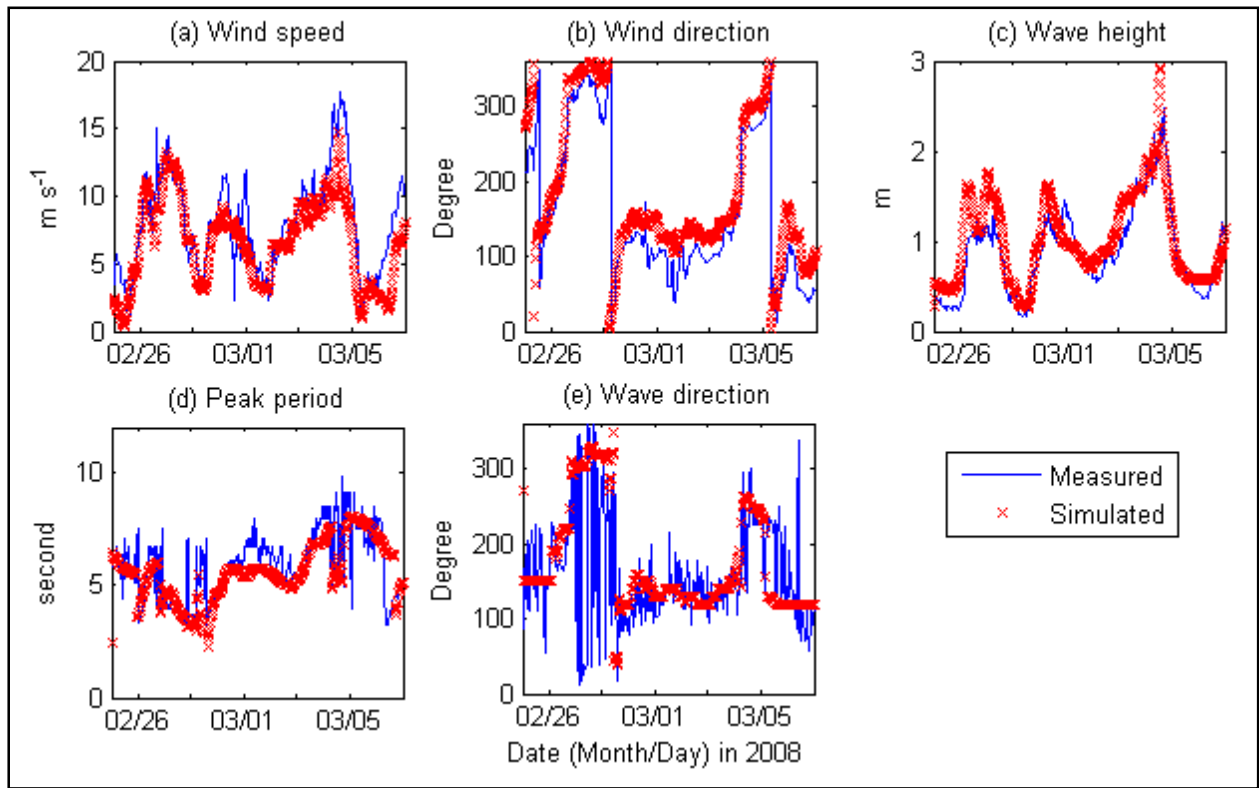 (a) Wind speed
20
15
10
5
0
m s-1
02/26 03/01 03/05
(b) Wind direction
300
200
100
0
Degree
02/26 03/01 03/05
(c) Wave height
3
2
1
0
m
02/26 03/01 03/05
(d) Peak period
10
5
0
second
02/26 03/01 03/05
(e) Wave direction
300
200
100
0
Degree
02/26 03/01 03/05
Date (Month/Day) in 2008
Measured
Simulated